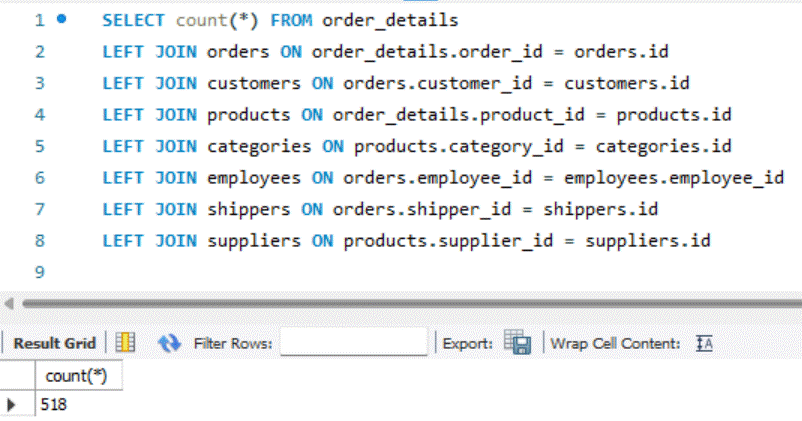 1 SELECT count(*) FROM order_details
2 LEFT JOIN orders ON order_details.order_id = orders.id
3 LEFT JOIN customers ON orders.customer_id = customers.id
4 LEFT JOIN products ON order_details.product_id = products.id
5 LEFT JOIN categories ON products.category_id = categories.id
6 LEFT JOIN employees ON orders.employee_id = employees.employee_id
7 LEFT JOIN shippers ON orders.shipper_id = shippers.id
8 LEFT JOIN suppliers ON products.supplier_id = suppliers.id
9
Result Grid Filter Rows: Export: Wrap Cell Content: IA
count(*)
518